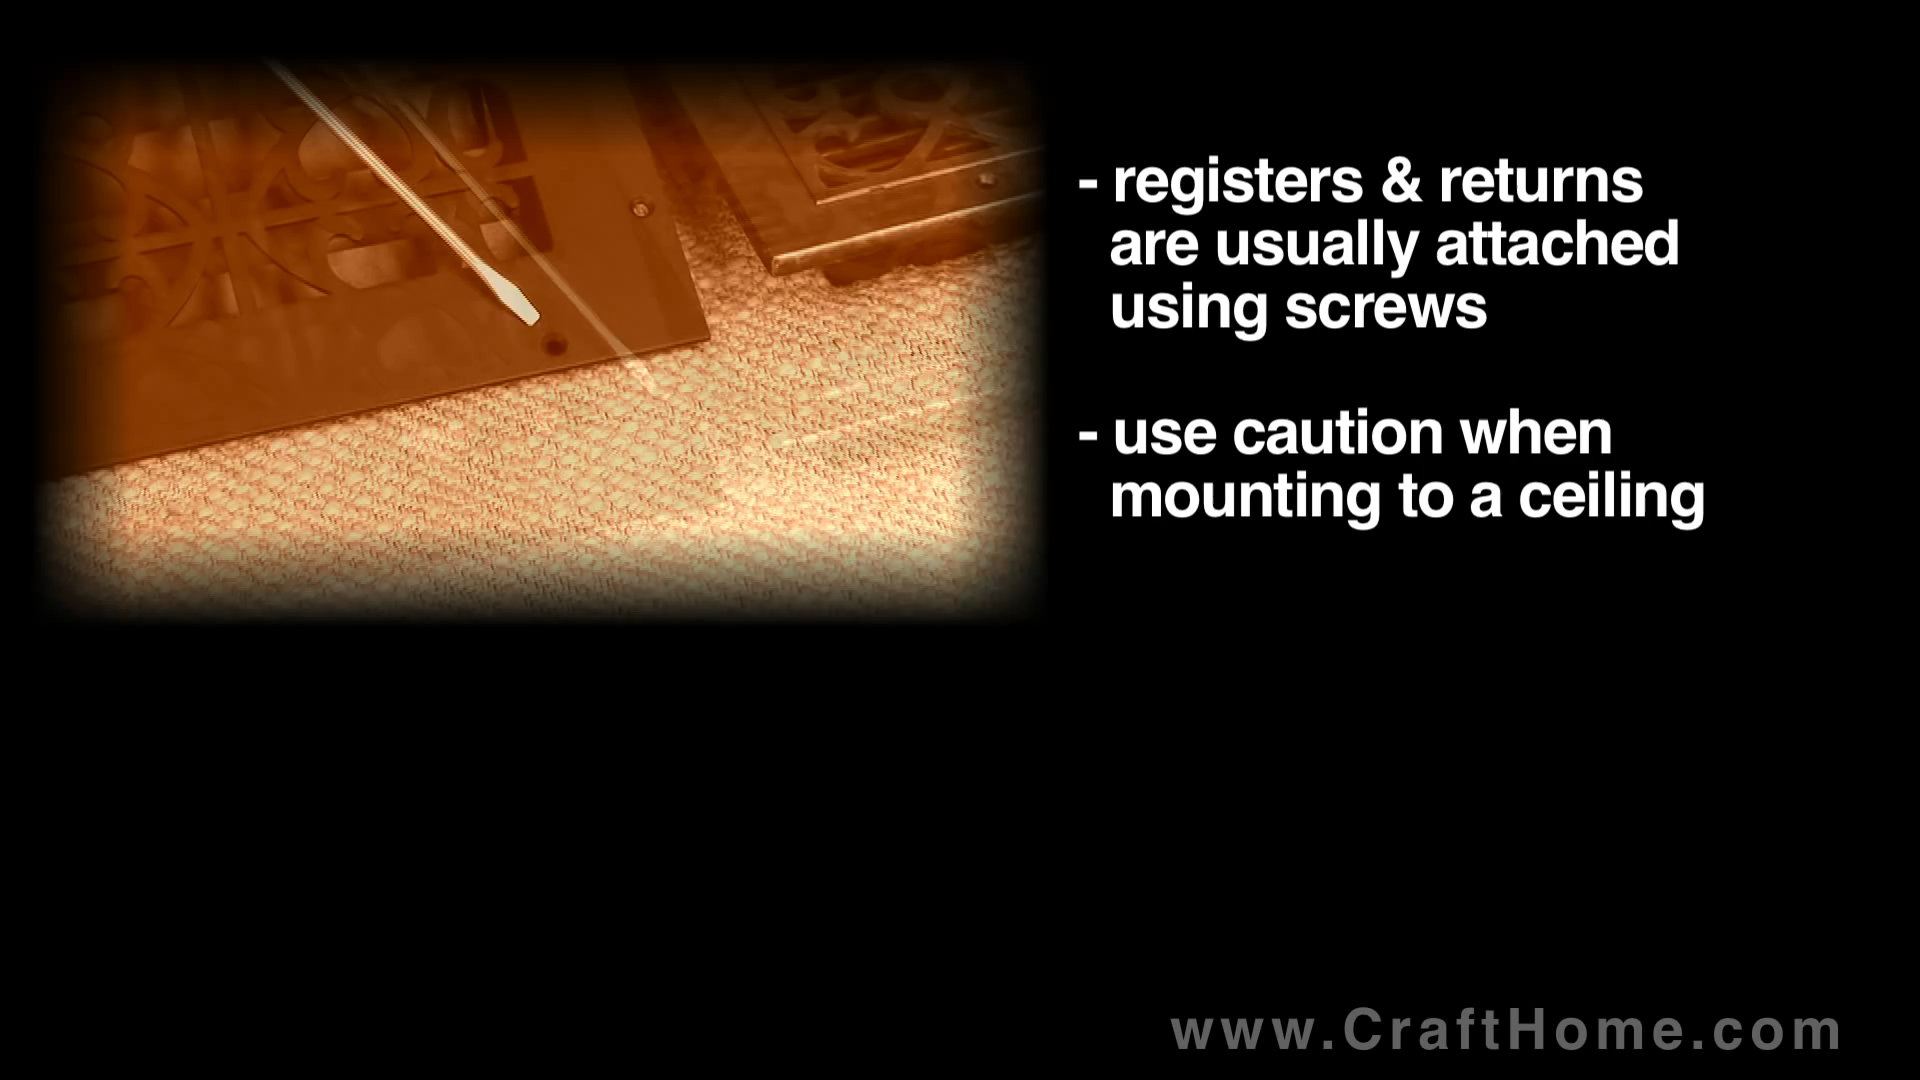 - registers & returns
are usually attached
using screws
- use caution when
mounting to a ceiling
www.CraftHome.com